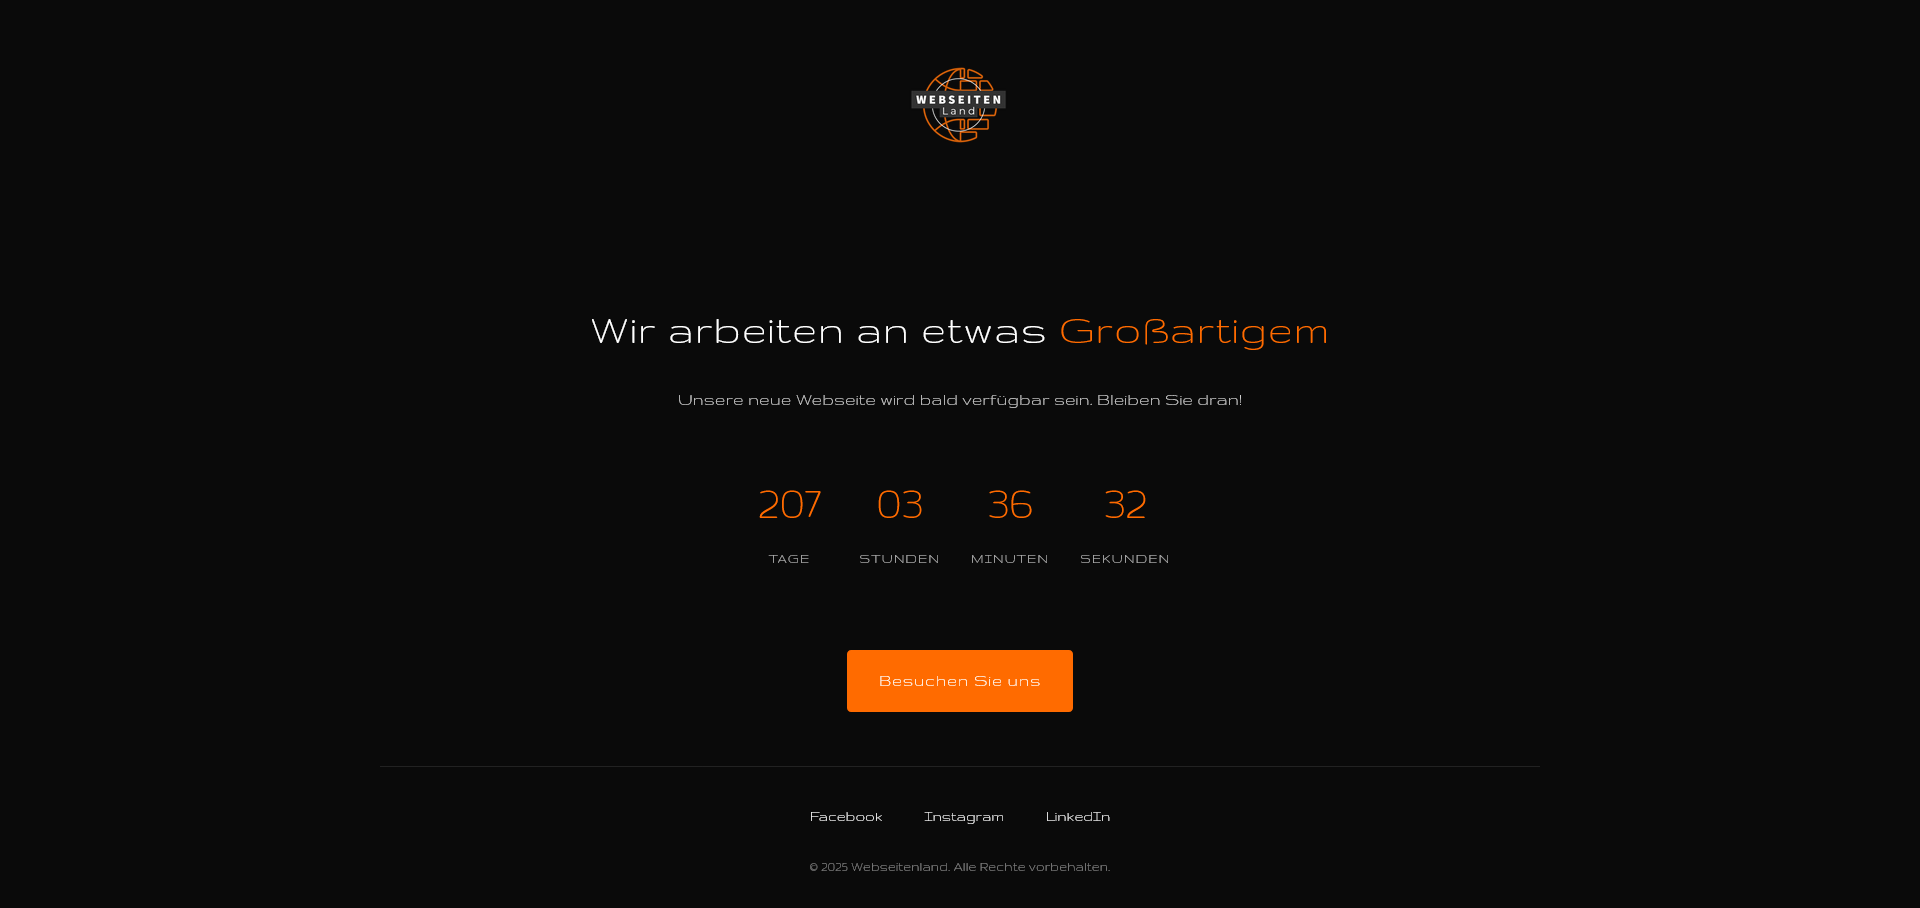 WEBSEITEN
Land
Wir arbeiten an etwas Großartigem
Unsere neue Webseite wird bald verfügbar sein. Bleiben Sie dran!
207 03 36 32
TAGE STUNDEN MINUTEN SEKUNDEN
Besuchen Sie uns
Facebook Instagram LinkedIn
© 2025 Webseitenland. Alle Rechte vorbehalten.